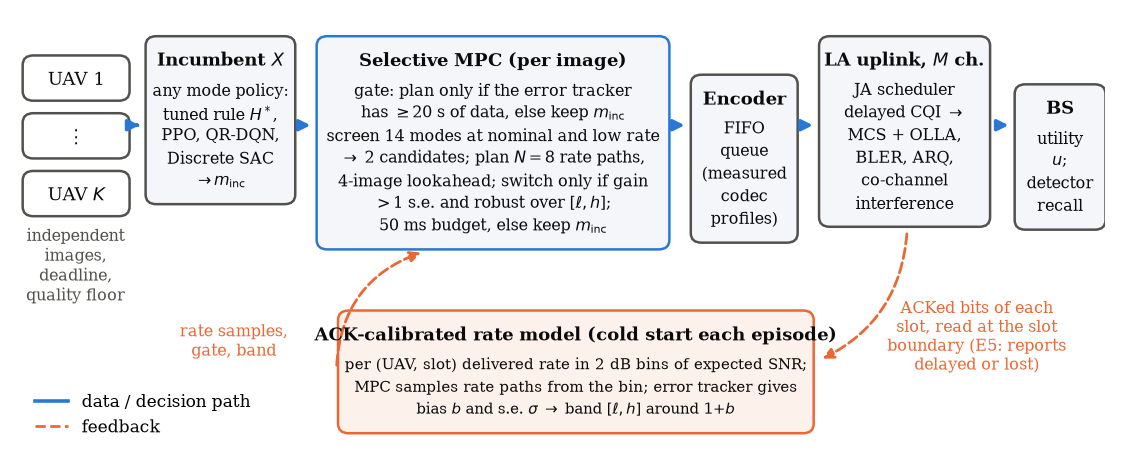 UAV 1
⋮
UAV K
independent
images,
deadline,
quality floor
Incumbent X
any mode policy:
tuned rule H*,
PPO, QR-DQN,
Discrete SAC
→ m_inc
Selective MPC (per image)
gate: plan only if the error tracker
has ≥20 s of data, else keep m_inc
screen 14 modes at nominal and low rate
→ 2 candidates; plan N = 8 rate paths,
4-image lookahead; switch only if gain
> 1 s.e. and robust over [ℓ, h];
50 ms budget, else keep m_inc
Encoder
FIFO
queue
(measured
codec
profiles)
LA uplink, M ch.
JA scheduler
delayed CQI →
MCS + OLLA,
BLER, ARQ,
co-channel
interference
BS
utility
u;
detector
recall
rate samples,
gate, band
ACK-calibrated rate model (cold start each episode)
per (UAV, slot) delivered rate in 2 dB bins of expected SNR;
MPC samples rate paths from the bin; error tracker gives
bias b and s.e. σ → band [ℓ, h] around 1+b
ACKed bits of each
slot, read at the slot
boundary (E5: reports
delayed or lost)
data / decision path
feedback